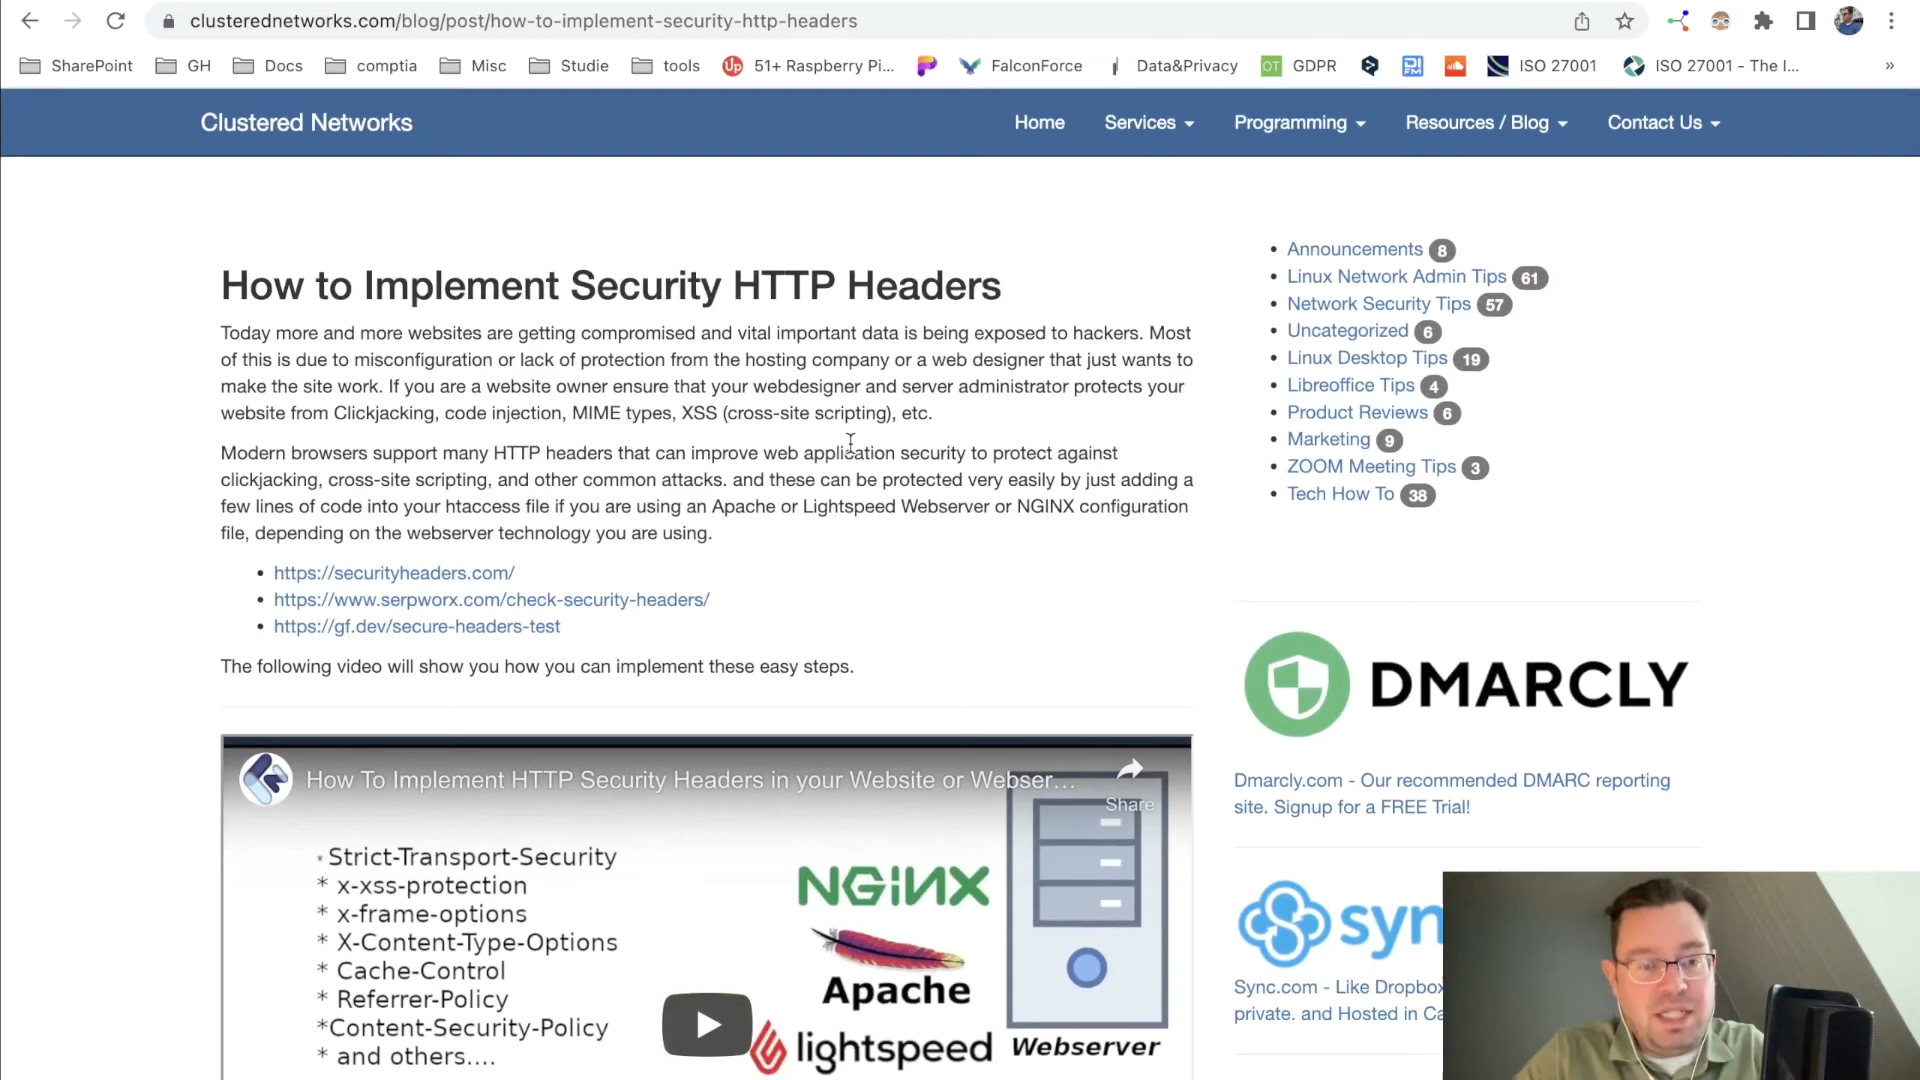 clusterednetworks.com/blog/post/how-to-implement-security-http-headers
SharePoint GH Docs comptia Misc Studie tools Up 51+ Raspberry Pi... FalconForce Data&Privacy OT GDPR DI.FM ISO 27001 ISO 27001 - The I... »
Clustered Networks Home Services Programming Resources / Blog Contact Us
How to Implement Security HTTP Headers
Today more and more websites are getting compromised and vital important data is being exposed to hackers. Most
of this is due to misconfiguration or lack of protection from the hosting company or a web designer that just wants to
make the site work. If you are a website owner ensure that your webdesigner and server administrator protects your
website from Clickjacking, code injection, MIME types, XSS (cross-site scripting), etc.
Modern browsers support many HTTP headers that can improve web application security to protect against
clickjacking, cross-site scripting, and other common attacks. and these can be protected very easily by just adding a
few lines of code into your htaccess file if you are using an Apache or Lightspeed Webserver or NGINX configuration
file, depending on the webserver technology you are using.
• https://securityheaders.com/
• https://www.serpworx.com/check-security-headers/
• https://gf.dev/secure-headers-test
The following video will show you how you can implement these easy steps.
How To Implement HTTP Security Headers in your Website or Webser...
Share
* Strict-Transport-Security
* x-xss-protection
* x-frame-options
* X-Content-Type-Options
* Cache-Control
* Referrer-Policy
*Content-Security-Policy
* and others....
NGINX
Apache
lightspeed
Webserver
• Announcements 8
• Linux Network Admin Tips 61
• Network Security Tips 57
• Uncategorized 6
• Linux Desktop Tips 19
• Libreoffice Tips 4
• Product Reviews 6
• Marketing 9
• ZOOM Meeting Tips 3
• Tech How To 38
DMARCLY
Dmarcly.com - Our recommended DMARC reporting
site. Signup for a FREE Trial!
syn
Sync.com - Like Dropbox
private. and Hosted in Ca